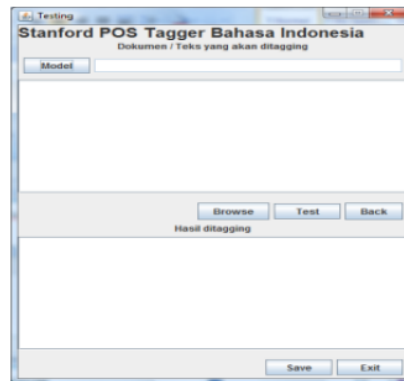 Testing
Stanford POS Tagger Bahasa Indonesia
Dokumen / Teks yang akan ditagging
Model
Browse Test Back
Hasil ditagging
Save Exit